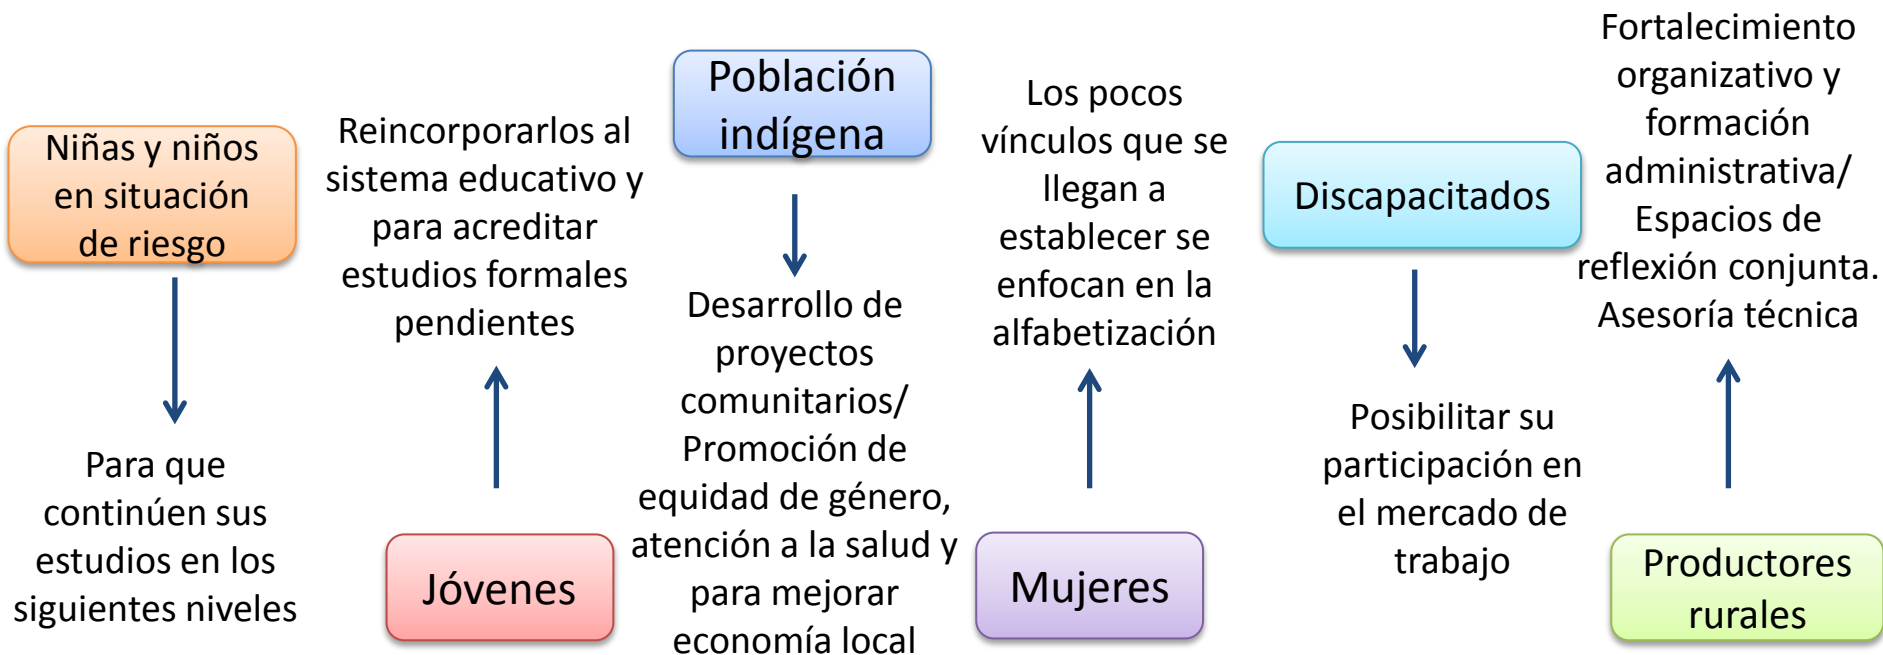 Niñas y niños
en situación
de riesgo
Para que
continúen sus
estudios en los
siguientes niveles
Reincorporarlos al
sistema educativo y
para acreditar
estudios formales
pendientes
Jóvenes
Población
indígena
Desarrollo de
proyectos
comunitarios/
Promoción de
equidad de género,
atención a la salud y
para mejorar
economía local
Los pocos
vínculos que se
llegan a
establecer se
enfocan en la
alfabetización
Mujeres
Discapacitados
Posibilitar su
participación en
el mercado de
trabajo
Fortalecimiento
organizativo y
formación
administrativa/
Espacios de
reflexión conjunta.
Asesoría técnica
Productores
rurales